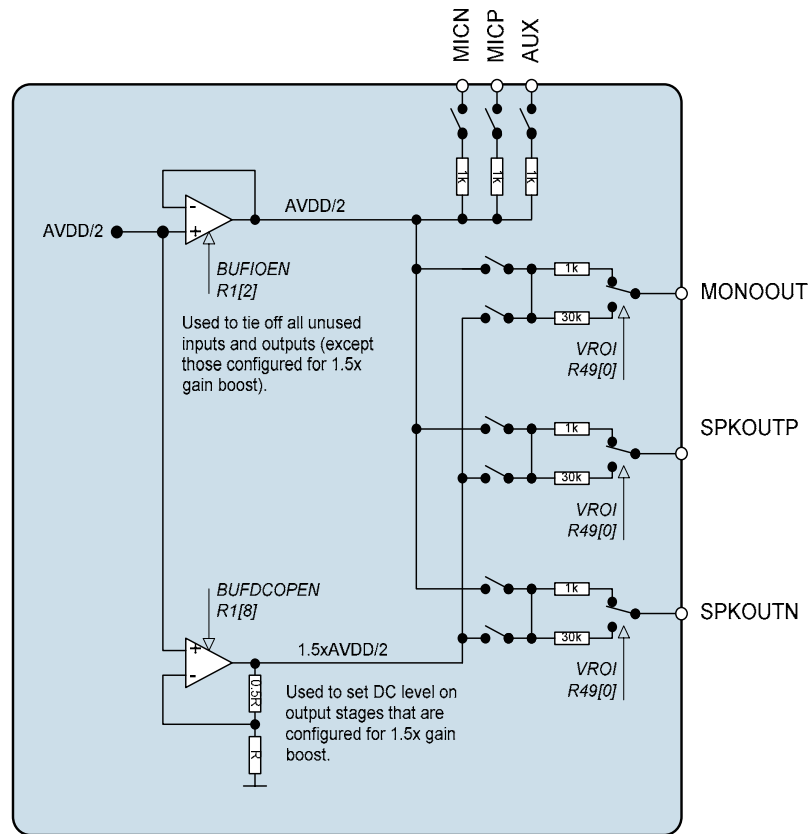 MICN
MICP
AUX
1k
1k
1k
AVDD/2
-
+
AVDD/2
BUFIOEN
R1[2]
Used to tie off all unused
inputs and outputs (except
those configured for 1.5x
gain boost).
1k
30k
MONOOUT
VROI
R49[0]
1k
30k
SPKOUTP
VROI
R49[0]
1k
30k
SPKOUTN
VROI
R49[0]
BUFDCOPEN
R1[8]
+
-
1.5xAVDD/2
0.5R
R
Used to set DC level on
output stages that are
configured for 1.5x gain
boost.